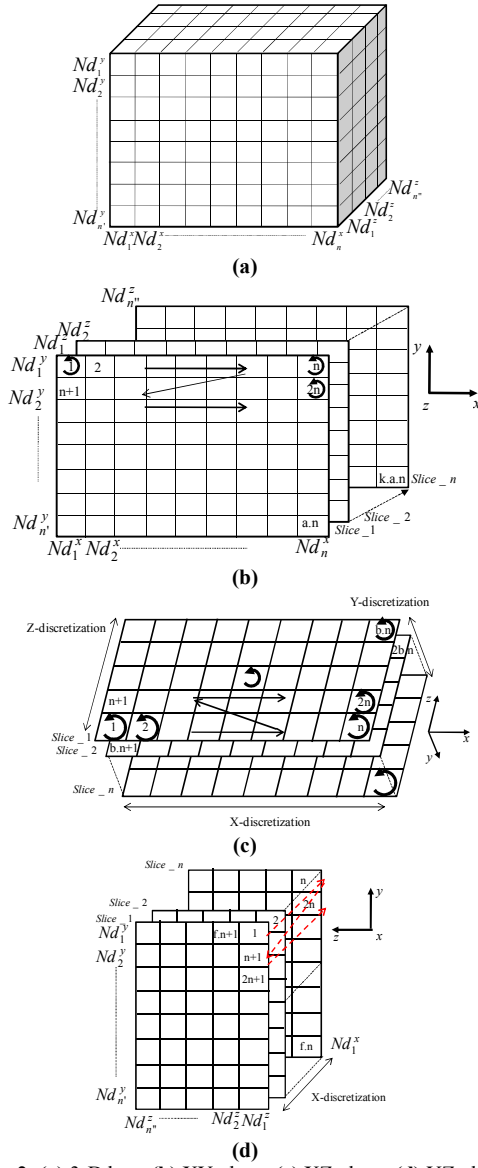 Nd_1^y
Nd_2^y
Nd_n'^y
Nd_n''^z
Nd_2^z
Nd_1^z
Nd_1^x Nd_2^x Nd_n^x
(a)
Nd_n''^z
Nd_2^z
Nd_1^z
Nd_1^y 1 2 n
Nd_2^y n+1 2n
y
z x
k.a.n Slice _ n
Nd_n'^y a.n
Slice _ 2
Slice _1
Nd_1^x Nd_2^x Nd_n^x
(b)
Y-discretization
Z-discretization
b.n
2b.n
n+1 2n
1 2 n
z
x
y
Slice _ 1
Slice _ 2 b.n+1
Slice _ n
X-discretization
(c)
Slice _ n
n
Slice _ 2
2n
Slice _1
2
y
z x
Nd_1^y f.n+1 1
Nd_2^y n+1
2n+1
f.n
Nd_1^x
Nd_n'^y
X-discretization
Nd_n''^z Nd_2^z Nd_1^z
(d)